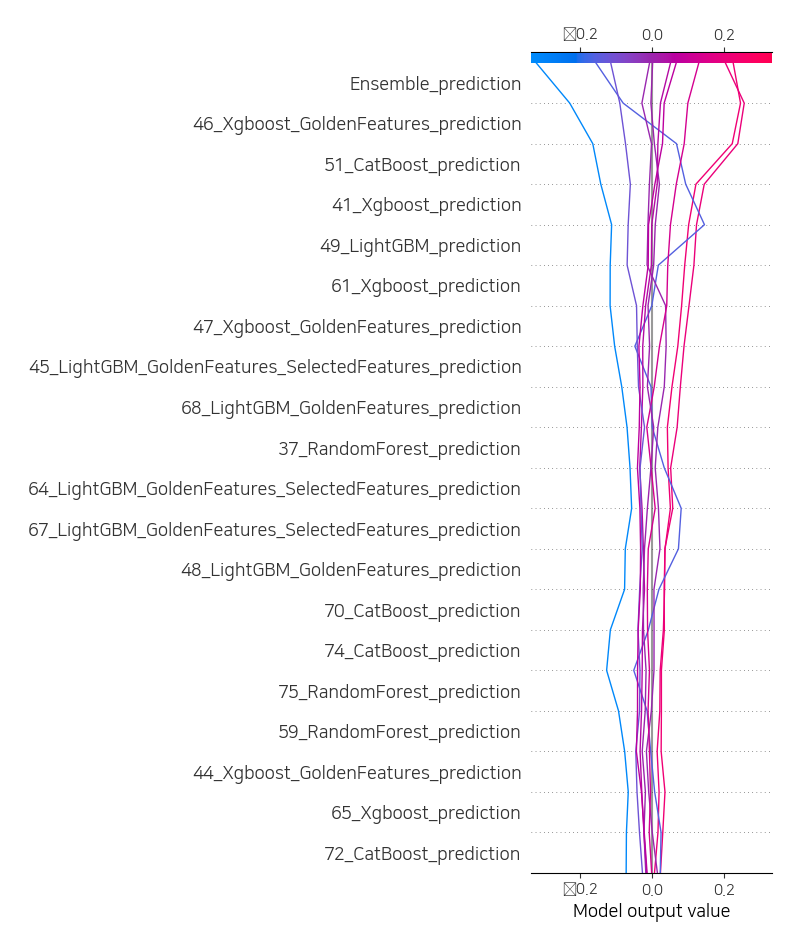 0.2 0.0 0.2
Ensemble_prediction
46_Xgboost_GoldenFeatures_prediction
51_CatBoost_prediction
41_Xgboost_prediction
49_LightGBM_prediction
61_Xgboost_prediction
47_Xgboost_GoldenFeatures_prediction
45_LightGBM_GoldenFeatures_SelectedFeatures_prediction
68_LightGBM_GoldenFeatures_prediction
37_RandomForest_prediction
64_LightGBM_GoldenFeatures_SelectedFeatures_prediction
67_LightGBM_GoldenFeatures_SelectedFeatures_prediction
48_LightGBM_GoldenFeatures_prediction
70_CatBoost_prediction
74_CatBoost_prediction
75_RandomForest_prediction
59_RandomForest_prediction
44_Xgboost_GoldenFeatures_prediction
65_Xgboost_prediction
72_CatBoost_prediction
0.2 0.0 0.2
Model output value